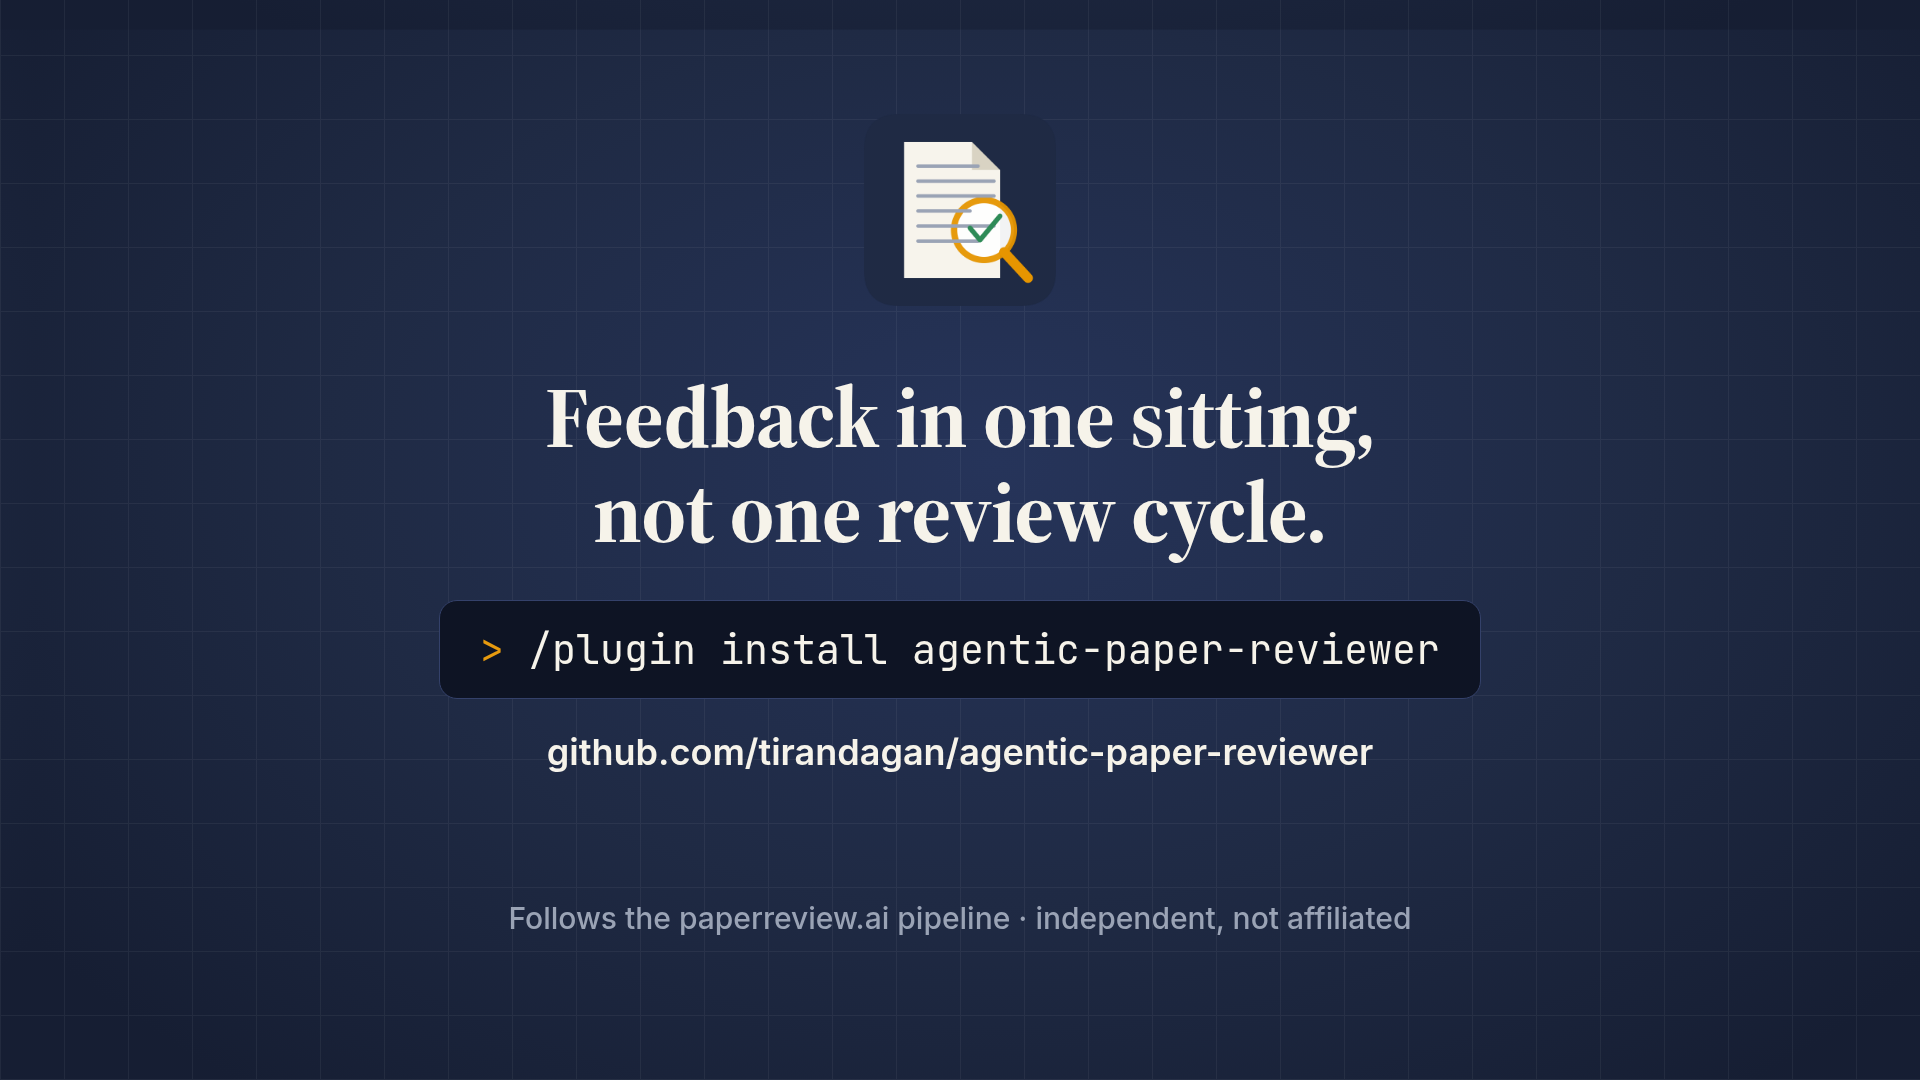 Feedback in one sitting,
not one review cycle.
> /plugin install agentic-paper-reviewer
github.com/tirandagan/agentic-paper-reviewer
Follows the paperreview.ai pipeline · independent, not affiliated